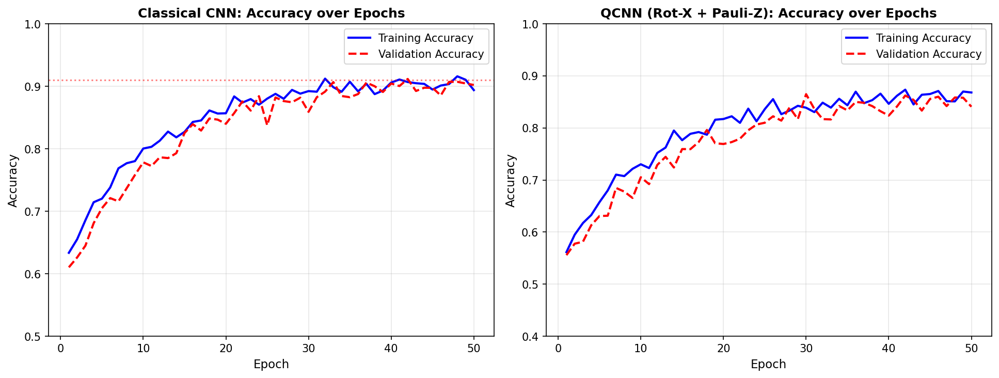 Classical CNN: Accuracy over Epochs
Training Accuracy
Validation Accuracy
1.0
0.9
0.8
0.7
0.6
0.5
Accuracy
0 10 20 30 40 50
Epoch
QCNN (Rot-X + Pauli-Z): Accuracy over Epochs
Training Accuracy
Validation Accuracy
1.0
0.9
0.8
0.7
0.6
0.5
0.4
Accuracy
0 10 20 30 40 50
Epoch